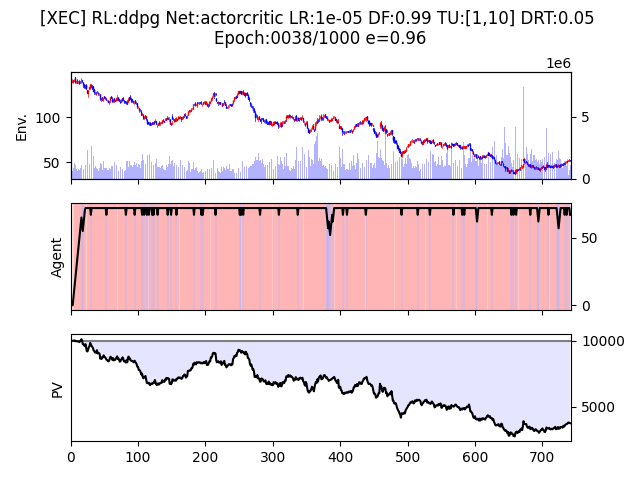 [XEC] RL:ddpg Net:actorcritic LR:1e-05 DF:0.99 TU:[1,10] DRT:0.05
Epoch:0038/1000 e=0.96
1e6
Env.
100
50
5
0
Agent
50
0
PV
10000
5000
0 100 200 300 400 500 600 700